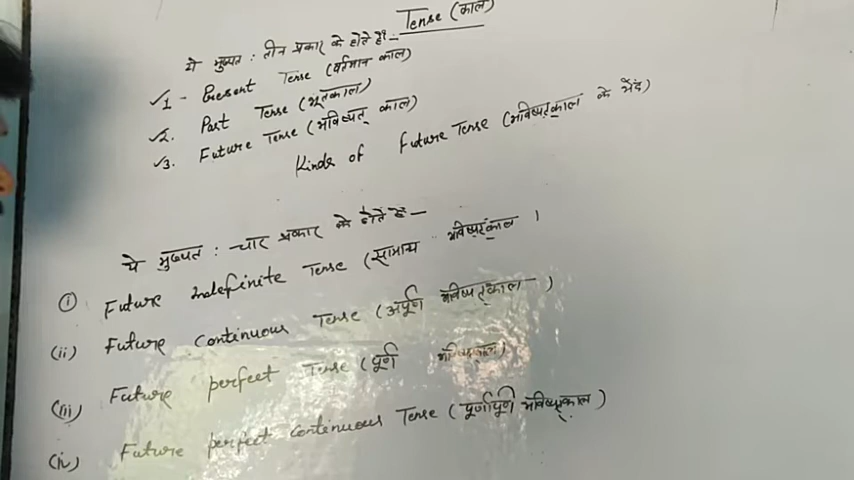 Tense (काल)
ये मुख्यत : तीन प्रकार के होते हैं :-
✓1 - Present Tense (वर्तमान काल)
✓2. Past Tense (भूतकाल)
✓3. Future Tense (भविष्यत् काल)
Kinds of Future Tense (भविष्यत् काल के भेद)
ये मुख्यत : चार प्रकार के होते हैं —
(i) Future Indefinite Tense (सामान्य भविष्यत्काल ।
(ii) Future Continuous Tense (अपूर्ण भविष्यत्काल )
(iii) Future perfect Tense (पूर्ण भविष्यत्काल)
(iv) Future perfect continuous Tense (पूर्णापूर्ण भविष्यत्काल )